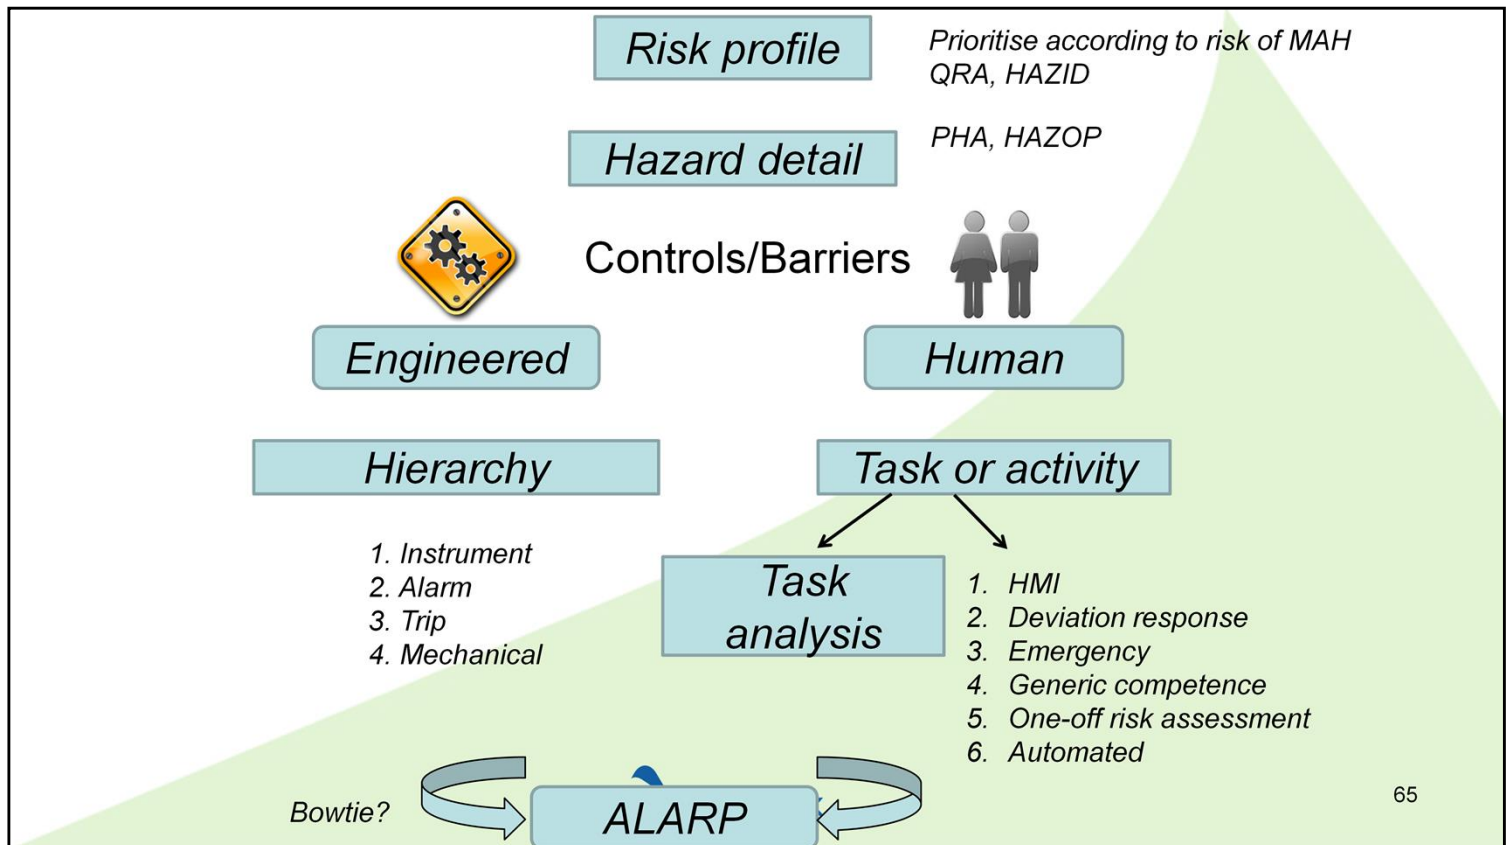 Risk profile
Prioritise according to risk of MAH
QRA, HAZID
Hazard detail
PHA, HAZOP
Controls/Barriers
Engineered
Human
Hierarchy
Task or activity
1. Instrument
2. Alarm
3. Trip
4. Mechanical
Task
analysis
1. HMI
2. Deviation response
3. Emergency
4. Generic competence
5. One-off risk assessment
6. Automated
Bowtie?
ALARP
65